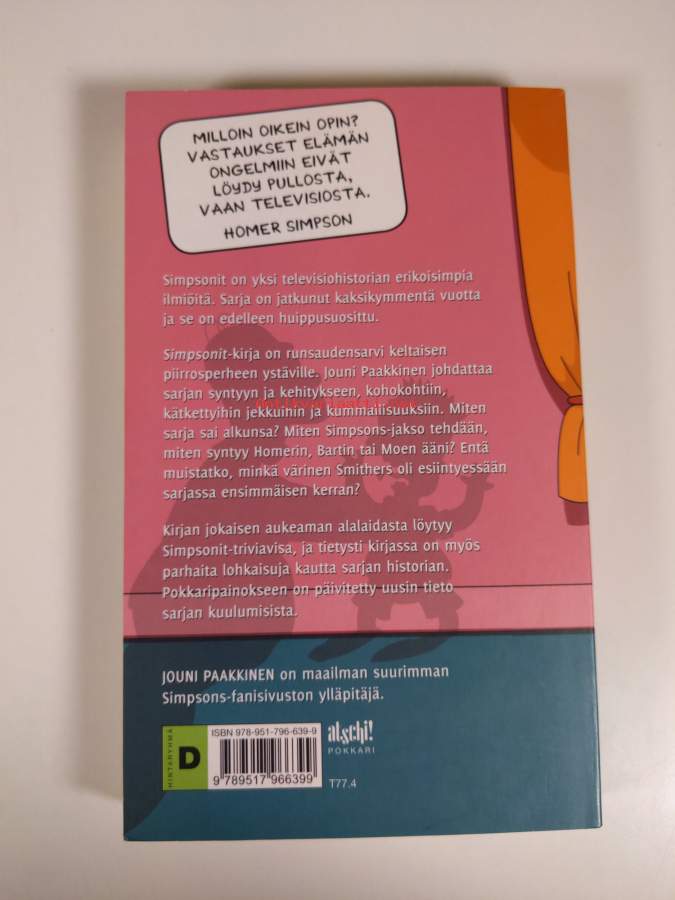 MILLOIN OIKEIN OPIN?
VASTAUKSET ELÄMÄN
ONGELMIIN EIVÄT
LÖYDY PULLOSTA,
VAAN TELEVISIOSTA.
HOMER SIMPSON
Simpsonit on yksi televisiohistorian erikoisimpia
ilmiöitä. Sarja on jatkunut kaksikymmentä vuotta
ja se on edelleen huippusuosittu.
Simpsonit-kirja on runsaudensarvi keltaisen
piirrosperheen ystäville. Jouni Paakkinen johdattaa
sarjan syntyyn ja kehitykseen, kohokohtiin,
kätkettyihin jekkuihin ja kummallisuuksiin. Miten
sarja sai alkunsa? Miten Simpsons-jakso tehdään,
miten syntyy Homerin, Bartin tai Moen ääni? Entä
muistatko, minkä värinen Smithers oli esiintyessään
sarjassa ensimmäisen kerran?
Kirjan jokaisen aukeaman alalaidasta löytyy
Simpsonit-triviavisa, ja tietysti kirjassa on myös
parhaita lohkaisuja kautta sarjan historian.
Pokkaripainokseen on päivitetty uusin tieto
sarjan kuulumisista.
JOUNI PAAKKINEN on maailman suurimman
Simpsons-fanisivuston ylläpitäjä.
HINTARYHMÄ
D
ISBN 978-951-796-639-9
9 789517 966399
atschi!
POKKARI
T77.4